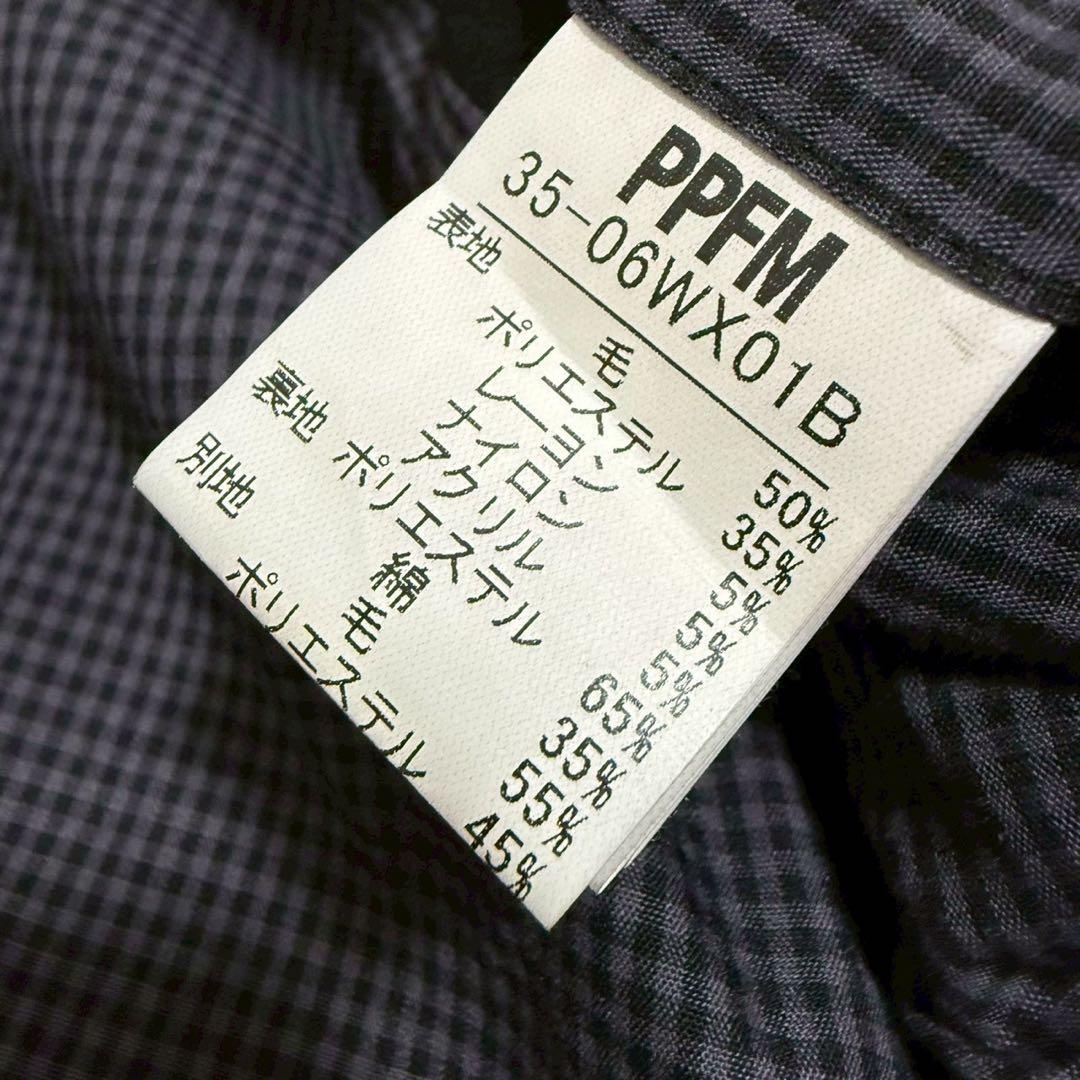 PPFM
35-06WX01B
表地 毛 50%
ポリエステル 35%
レーヨン 5%
ナイロン 5%
アクリル 5%
裏地 ポリエステル 65%
綿 35%
別地 毛 55%
ポリエステル 45%